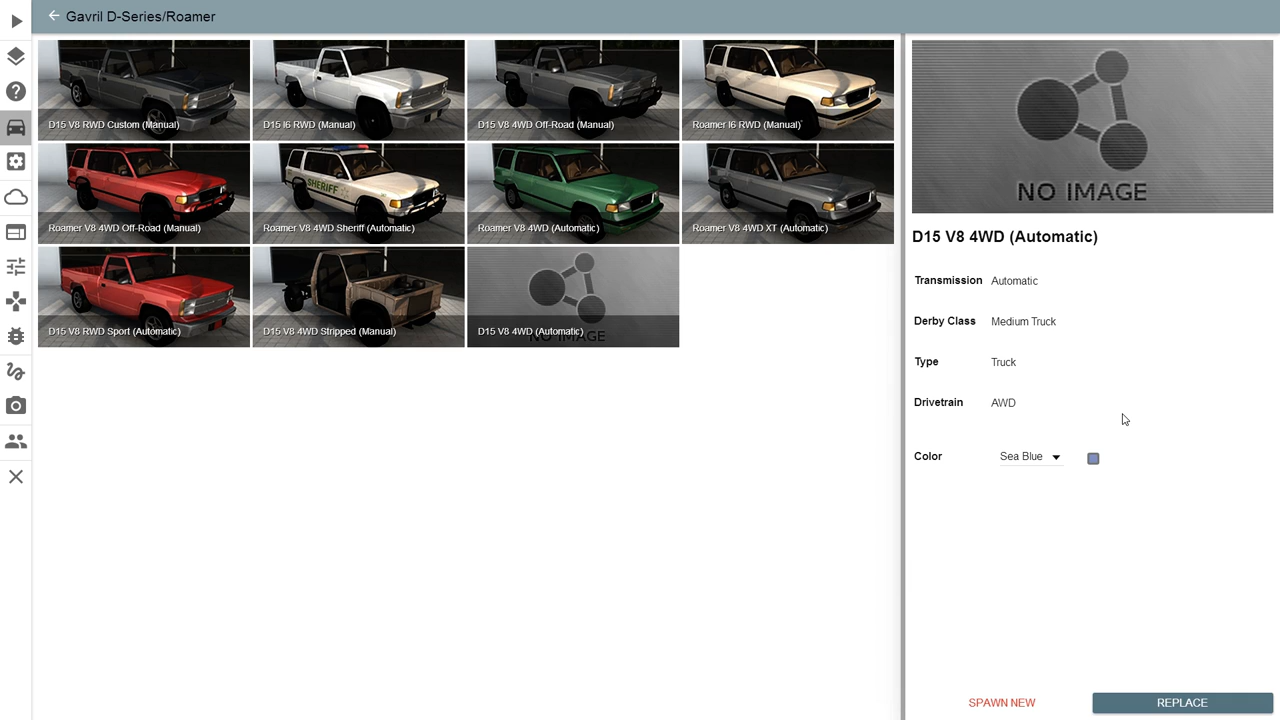 Gavril D-Series/Roamer
D15 V8 RWD Custom (Manual)
D15 I6 RWD (Manual)
D15 V8 4WD Off-Road (Manual)
Roamer I6 RWD (Manual)
Roamer V8 4WD Off-Road (Manual)
SHERIFF
Roamer V8 4WD Sheriff (Automatic)
Roamer V8 4WD (Automatic)
Roamer V8 4WD XT (Automatic)
D15 V8 RWD Sport (Automatic)
D15 V8 4WD Stripped (Manual)
D15 V8 4WD (Automatic)
NO IMAGE
NO IMAGE
D15 V8 4WD (Automatic)
Transmission Automatic
Derby Class Medium Truck
Type Truck
Drivetrain AWD
Color Sea Blue
SPAWN NEW
REPLACE